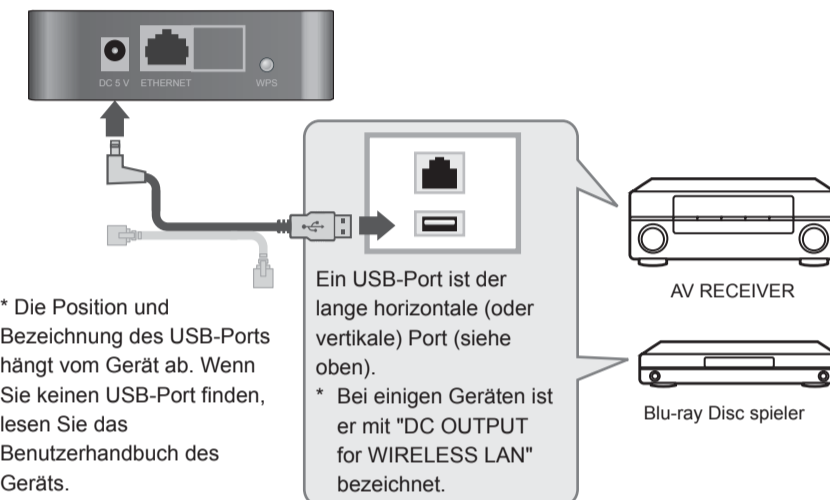 DC 5 V ETHERNET WPS
Ein USB-Port ist der
lange horizontale (oder
vertikale) Port (siehe
oben).
* Bei einigen Geräten ist
er mit "DC OUTPUT
for WIRELESS LAN"
bezeichnet.
* Die Position und
Bezeichnung des USB-Ports
hängt vom Gerät ab. Wenn
Sie keinen USB-Port finden,
lesen Sie das
Benutzerhandbuch des
Geräts.
AV RECEIVER
Blu-ray Disc spieler